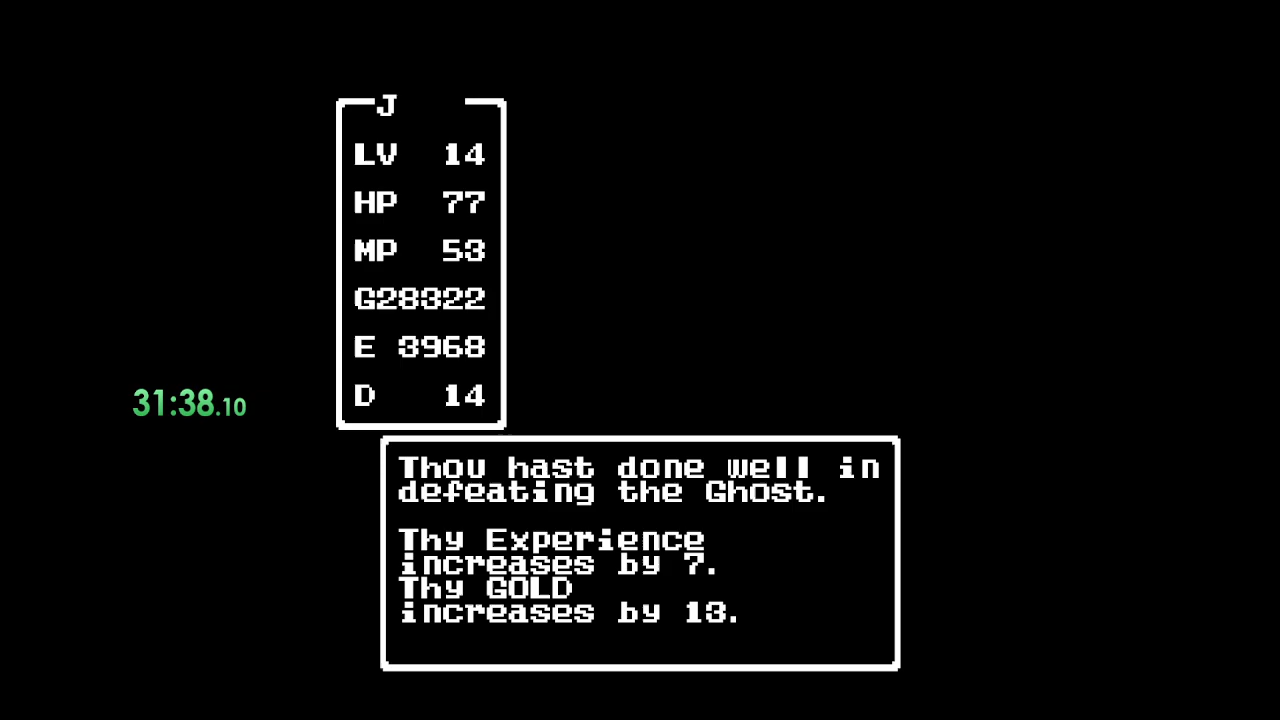 J
LV 14
HP 77
MP 53
G28322
E 3968
D 14
31:38.10
Thou hast done well in
defeating the Ghost.
Thy Experience
increases by 7.
Thy GOLD
increases by 13.